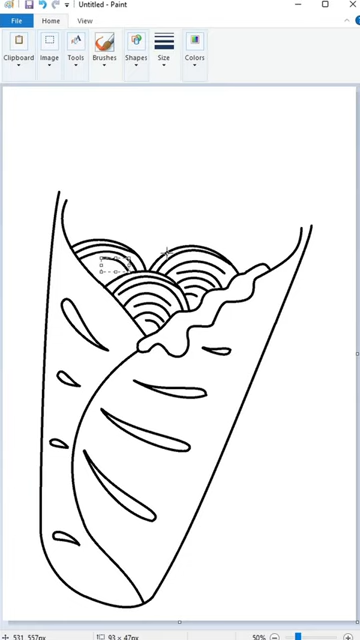 Untitled - Paint
File Home View
Clipboard Image Tools Brushes Shapes Size Colors
531, 557px 93 × 47px 50%